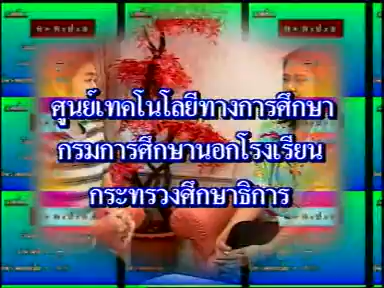 ศูนย์เทคโนโลยีทางการศึกษา
กรมการศึกษานอกโรงเรียน
กระทรวงศึกษาธิการ